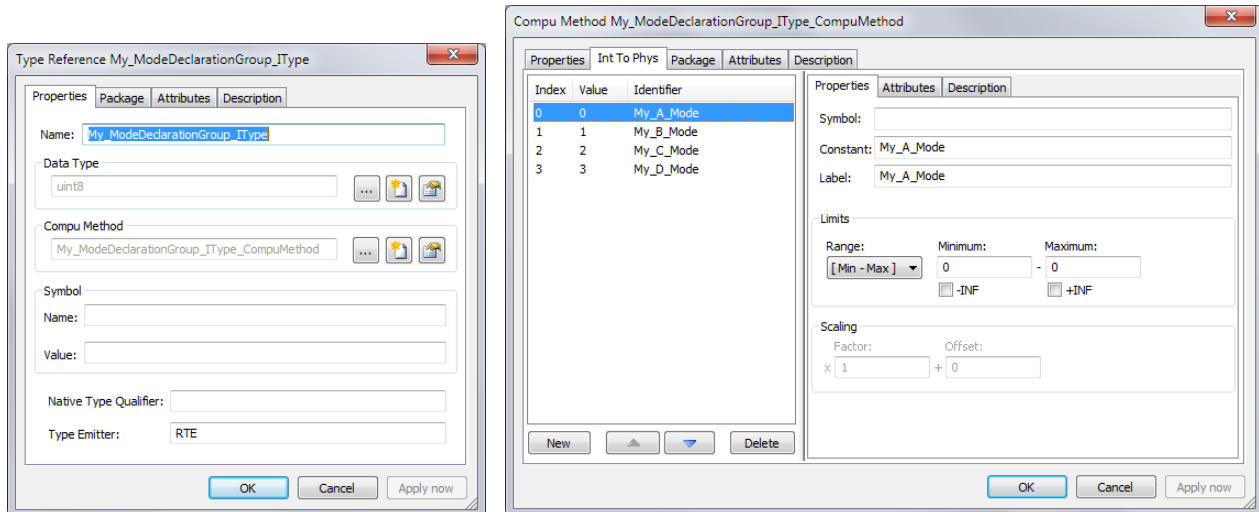 Type Reference My_ModeDeclarationGroup_IType
Properties Package Attributes Description
Name: My_ModeDeclarationGroup_IType
Data Type
uint8 ...
Compu Method
My_ModeDeclarationGroup_IType_CompuMethod ...
Symbol
Name:
Value:
Native Type Qualifier:
Type Emitter: RTE
OK Cancel Apply now
Compu Method My_ModeDeclarationGroup_IType_CompuMethod
Properties Int To Phys Package Attributes Description
Index Value Identifier
0 0 My_A_Mode
1 1 My_B_Mode
2 2 My_C_Mode
3 3 My_D_Mode
New Delete
Properties Attributes Description
Symbol:
Constant: My_A_Mode
Label: My_A_Mode
Limits
Range: Minimum: Maximum:
[ Min - Max ] 0 - 0
-INF +INF
Scaling
Factor: Offset:
x 1 + 0
OK Cancel Apply now